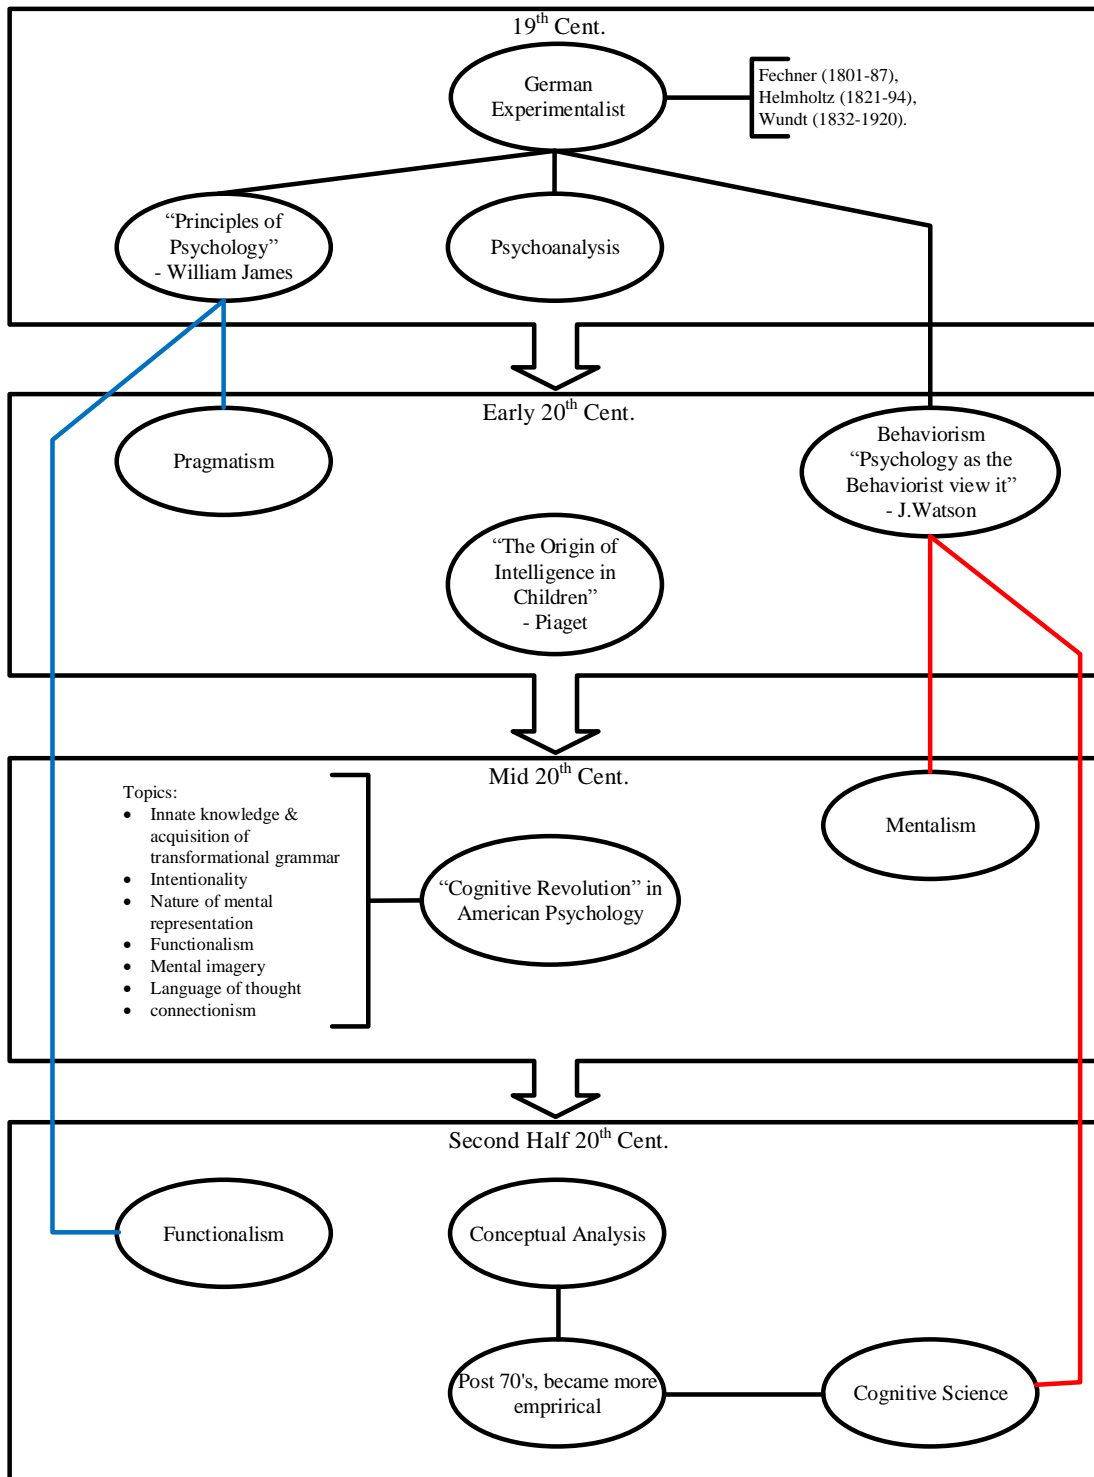 19th Cent.
German
Experimentalist
Fechner (1801-87),
Helmholtz (1821-94),
Wundt (1832-1920).
“Principles of
Psychology”
- William James
Psychoanalysis
Early 20th Cent.
Pragmatism
Behaviorism
“Psychology as the
Behaviorist view it”
- J.Watson
“The Origin of
Intelligence in
Children”
- Piaget
Mid 20th Cent.
Topics:
• Innate knowledge &
acquisition of
transformational grammar
• Intentionality
• Nature of mental
representation
• Functionalism
• Mental imagery
• Language of thought
• connectionism
“Cognitive Revolution” in
American Psychology
Mentalism
Second Half 20th Cent.
Functionalism
Conceptual Analysis
Post 70's, became more
emprirical
Cognitive Science